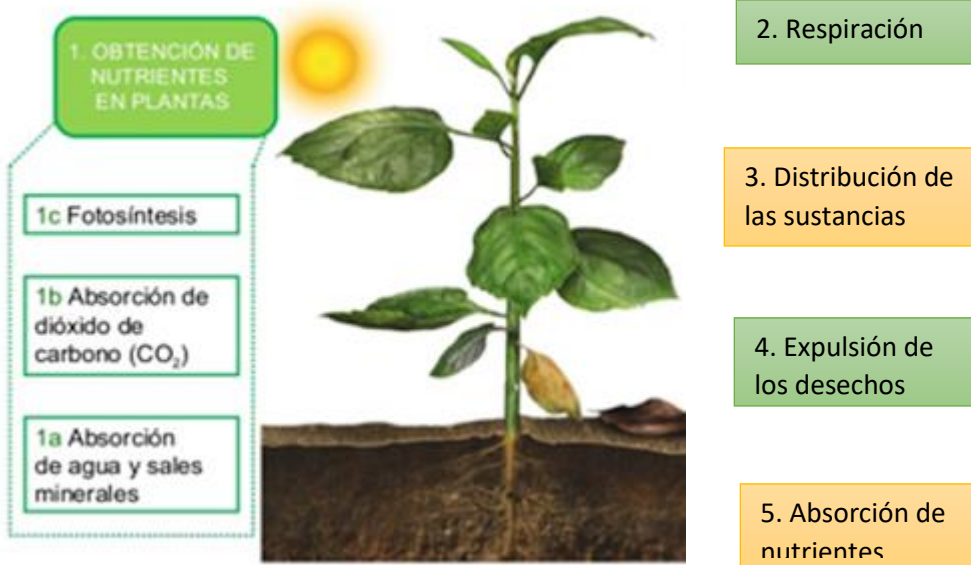 1. OBTENCIÓN DE
NUTRIENTES
EN PLANTAS
1c Fotosíntesis
1b Absorción de
dióxido de
carbono (CO₂)
1a Absorción
de agua y sales
minerales
2. Respiración
3. Distribución de
las sustancias
4. Expulsión de
los desechos
5. Absorción de
nutrientes